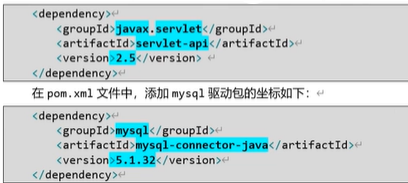 <dependency>
<groupId>javax.servlet</groupId>
<artifactId>servlet-api</artifactId>
<version>2.5</version>
</dependency>
在 pom.xml 文件中，添加 mysql 驱动包的坐标如下：
<dependency>
<groupId>mysql</groupId>
<artifactId>mysql-connector-java</artifactId>
<version>5.1.32</version>
</dependency>